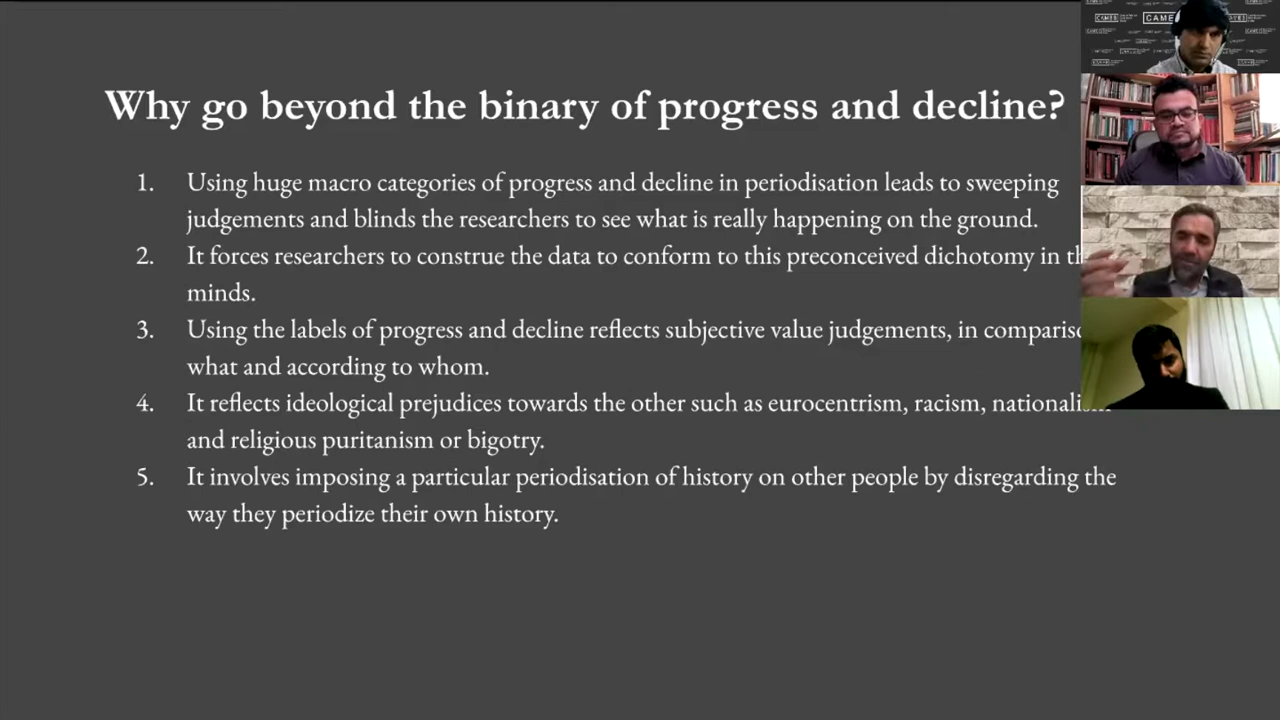 Why go beyond the binary of progress and decline?
1. Using huge macro categories of progress and decline in periodisation leads to sweeping
judgements and blinds the researchers to see what is really happening on the ground.
2. It forces researchers to construe the data to conform to this preconceived dichotomy in
minds.
3. Using the labels of progress and decline reflects subjective value judgements, in
what and according to whom.
4. It reflects ideological prejudices towards the other such as eurocentrism, racism,
and religious puritanism or bigotry.
5. It involves imposing a particular periodisation of history on other people by disregarding the
way they periodize their own history.